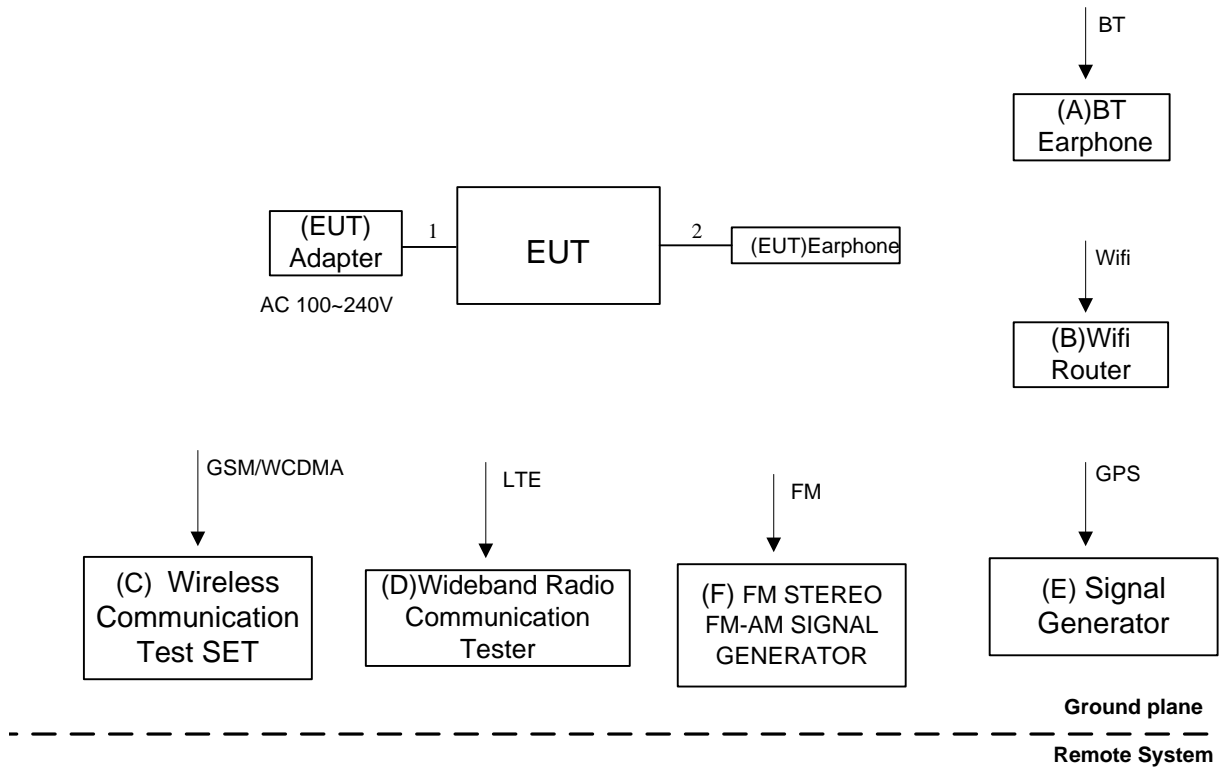 BT
(A)BT
Earphone
(EUT)
Adapter
1
EUT
2
(EUT)Earphone
AC 100~240V
Wifi
(B)Wifi
Router
GSM/WCDMA
LTE
FM
GPS
(C) Wireless
Communication
Test SET
(D)Wideband Radio
Communication
Tester
(F) FM STEREO
FM-AM SIGNAL
GENERATOR
(E) Signal
Generator
Ground plane
Remote System